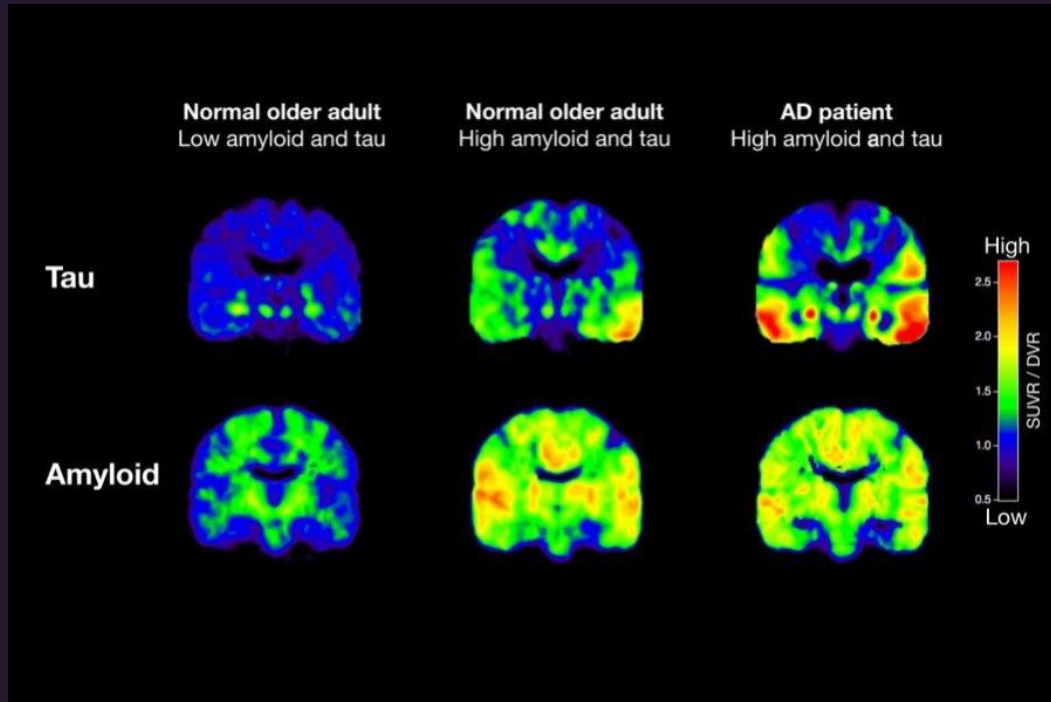 Normal older adult
Low amyloid and tau
Normal older adult
High amyloid and tau
AD patient
High amyloid and tau
Tau
Amyloid
High
2.5
2.0
1.5
1.0
0.5
Low
SUVR / DVR